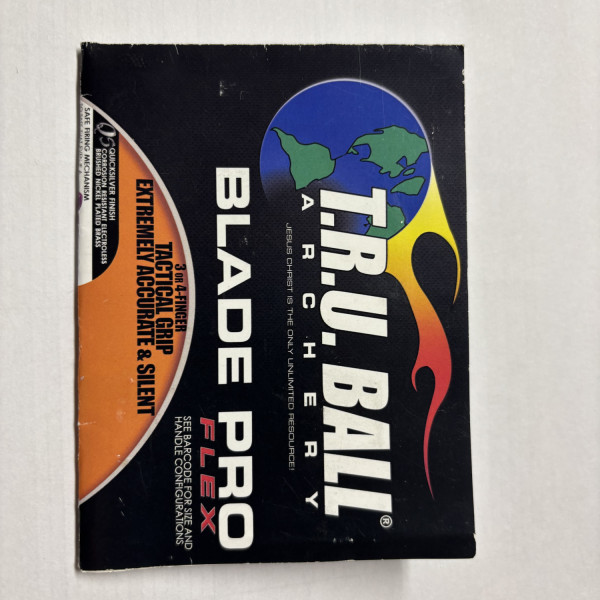 T.R.U. BALL®
ARCHERY
JESUS CHRIST IS THE ONLY UNLIMITED RESOURCE!
BLADE PRO
FLEX
SEE BARCODE FOR SIZE AND
HANDLE CONFIGURATIONS
3 or 4-FINGER
TACTICAL GRIP
EXTREMELY ACCURATE & SILENT
QS QUICKSILVER FINISH
CORROSION RESISTANT ELECTROLESS
BRUSHED NICKEL PLATED BRASS
SAFE FIRING MECHANISM